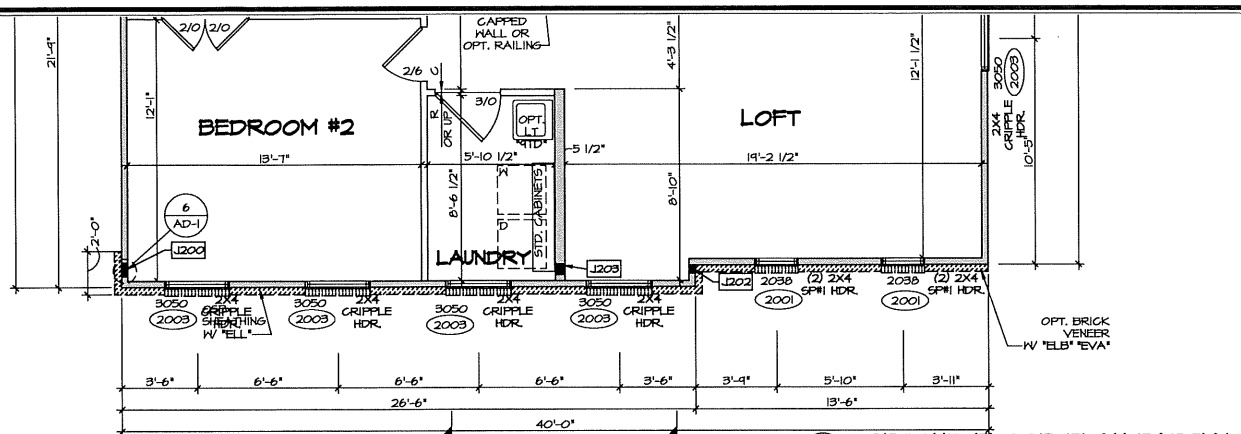 2/0 2/0
CAPPED
WALL OR
OPT. RAILING
21'-9"
4'-3 1/2"
12'-1 1/2"
2/6
3050
2003
2X4
CRIPPLE
HDR.
10'-5"
12'-1"
3/0
R
OR UP
OPT.
LT
BEDROOM #2
LOFT
5 1/2"
13'-7"
5'-10 1/2"
19'-2 1/2"
W
D
STD. CABINETS
8'-6 1/2"
8'-10"
6
AD-1
2'-0"
J200
LAUNDRY
J203
J202
3050
2003
2X4
CRIPPLE
HDR.
SHEATHING
W/ "ELL"
3050
2003
2X4
CRIPPLE
HDR.
3050
2003
2X4
CRIPPLE
HDR.
3050
2003
2X4
CRIPPLE
HDR.
2038
2001
(2) 2X4
SP#1 HDR.
2038
2001
(2) 2X4
SP#1 HDR.
OPT. BRICK
VENEER
W/ "ELB" "EVA"
3'-6" 6'-6" 6'-6" 6'-6" 3'-6" 3'-9" 5'-10" 3'-11"
26'-6" 13'-6"
40'-0"